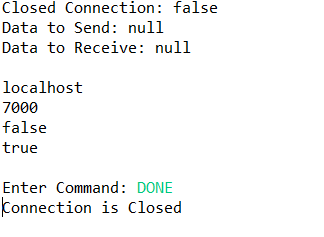 Closed Connection: false
Data to Send: null
Data to Receive: null
localhost
7000
false
true
Enter Command: DONE
Connection is Closed